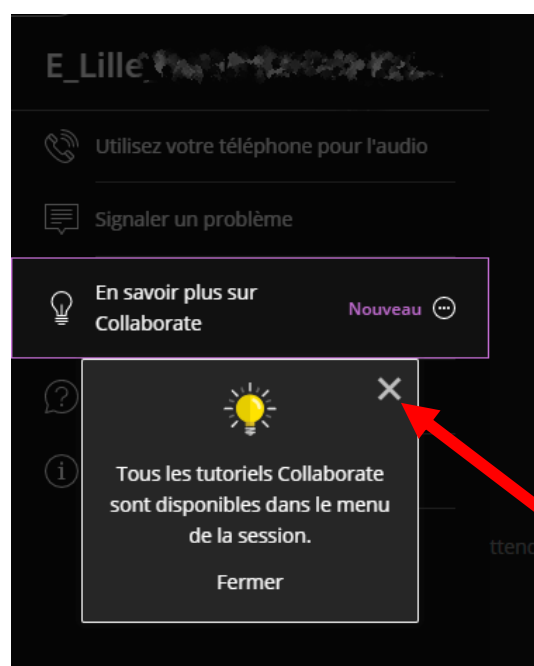 E_Lille
Utilisez votre téléphone pour l'audio
Signaler un problème
En savoir plus sur
Collaborate
Nouveau
Tous les tutoriels Collaborate
sont disponibles dans le menu
de la session.
Fermer